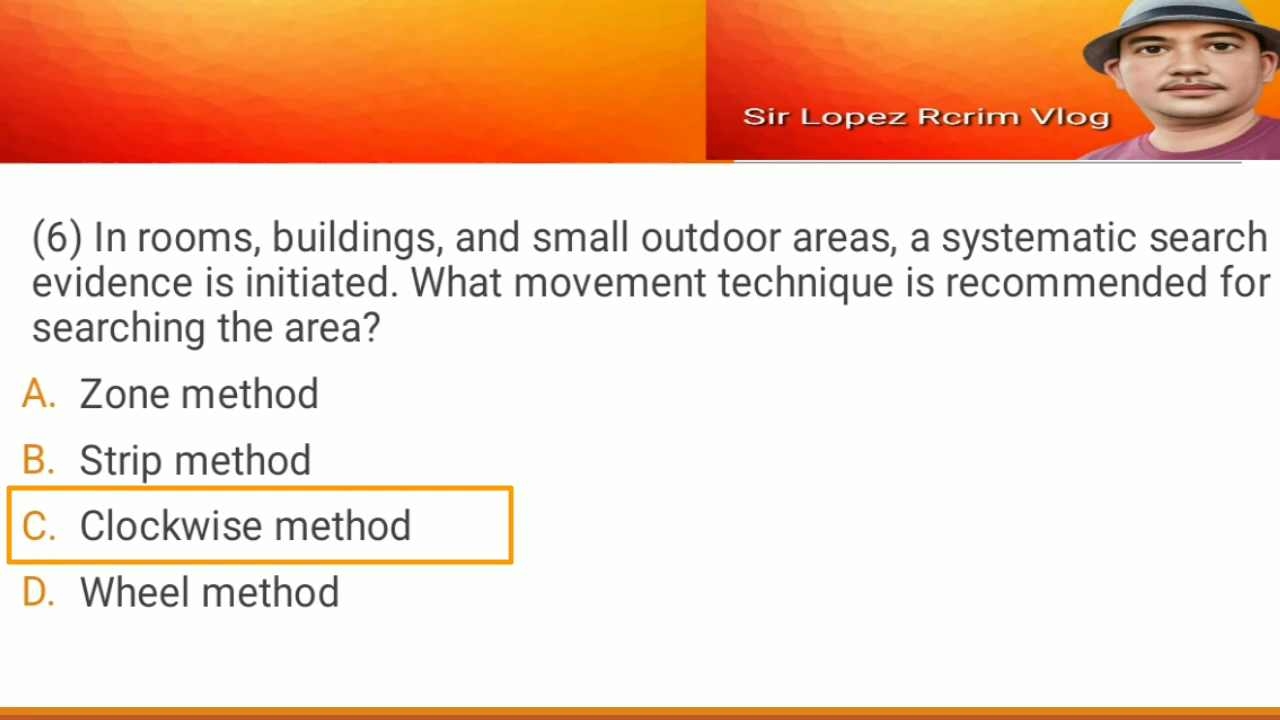 Sir Lopez Rcrim Vlog
(6) In rooms, buildings, and small outdoor areas, a systematic search
evidence is initiated. What movement technique is recommended for
searching the area?
A. Zone method
B. Strip method
C. Clockwise method
D. Wheel method